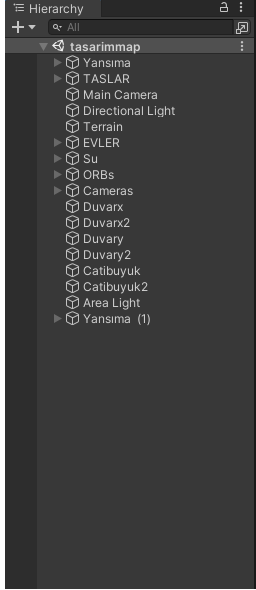 Hierarchy
All
tasarimmap
Yansıma
TASLAR
Main Camera
Directional Light
Terrain
EVLER
Su
ORBs
Cameras
Duvarx
Duvarx2
Duvary
Duvary2
Catibuyuk
Catibuyuk2
Area Light
Yansıma (1)